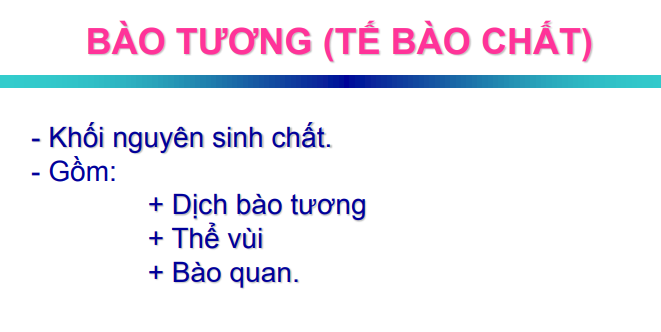 BÀO TƯƠNG (TẾ BÀO CHẤT)
- Khối nguyên sinh chất.
- Gồm:
+ Dịch bào tương
+ Thể vùi
+ Bào quan.